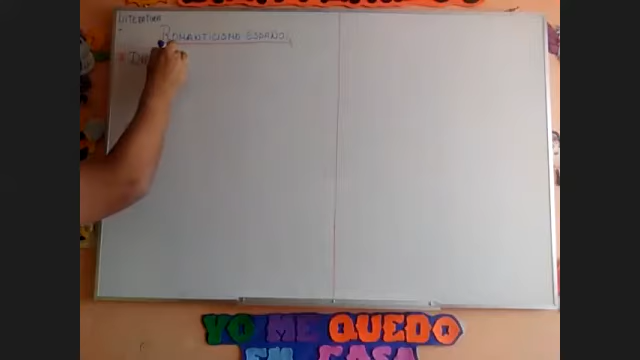 LITERATURA
ROMANTICISMO ESPAÑOL
YO ME QUEDO
EN CASA